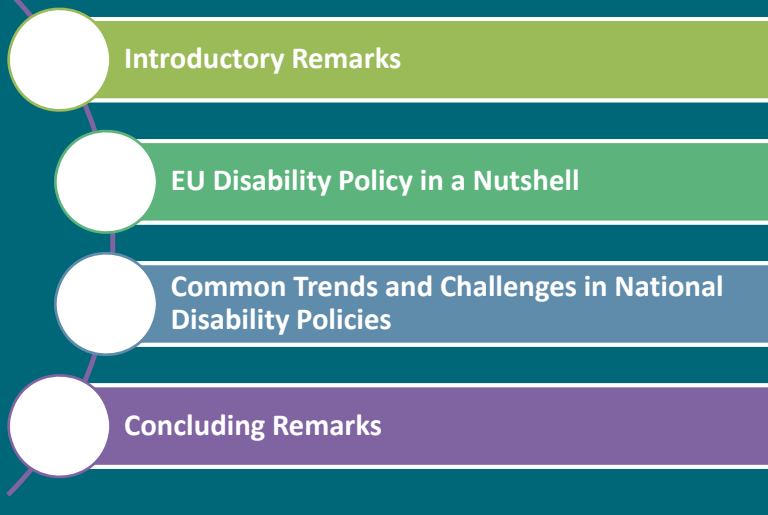 Introductory Remarks
EU Disability Policy in a Nutshell
Common Trends and Challenges in National
Disability Policies
Concluding Remarks